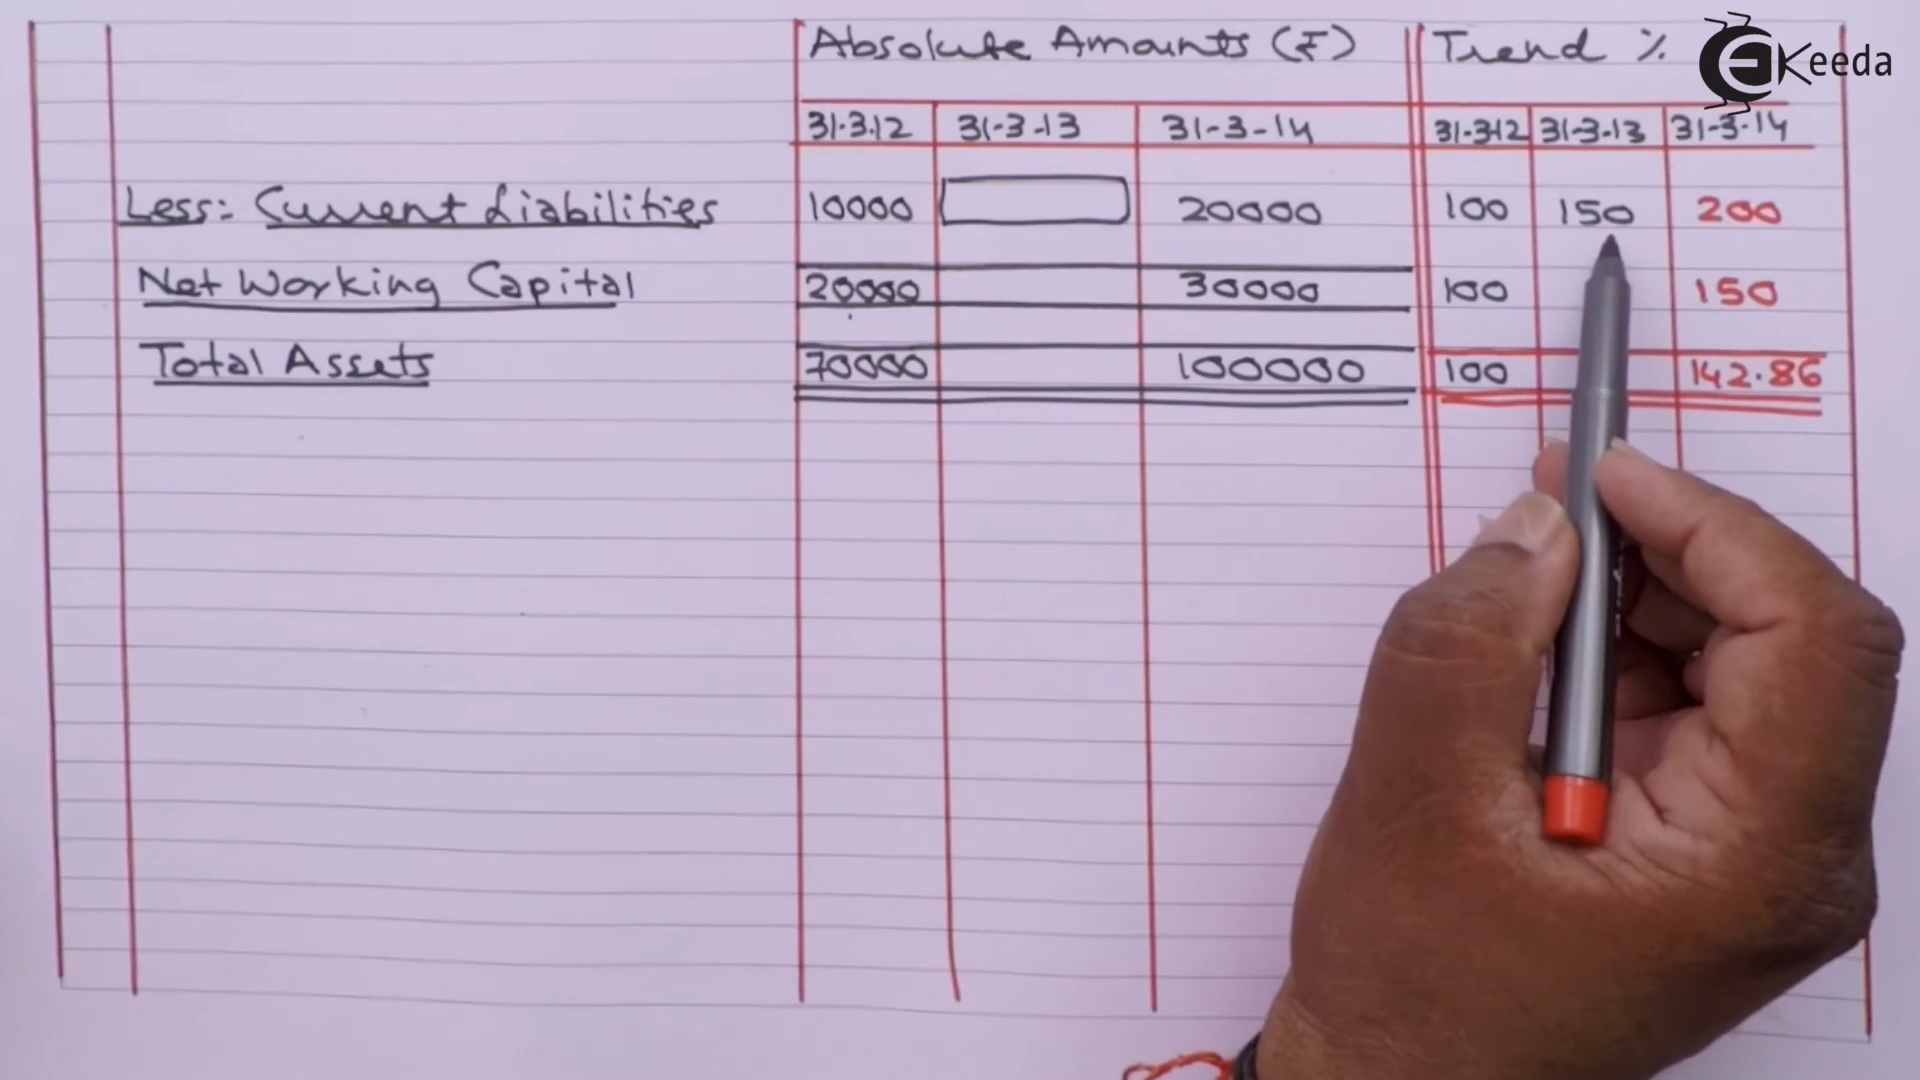 Absolute Amounts (₹) Trend %
EKeeda
31.3.12 31-3-13 31-3-14 31-3-12 31-3-13 31-3-14
Less:- Current Liabilities 10000 20000 100 150 200
Net Working Capital 20000 30000 100 150
Total Assets 70000 100000 100 142.86